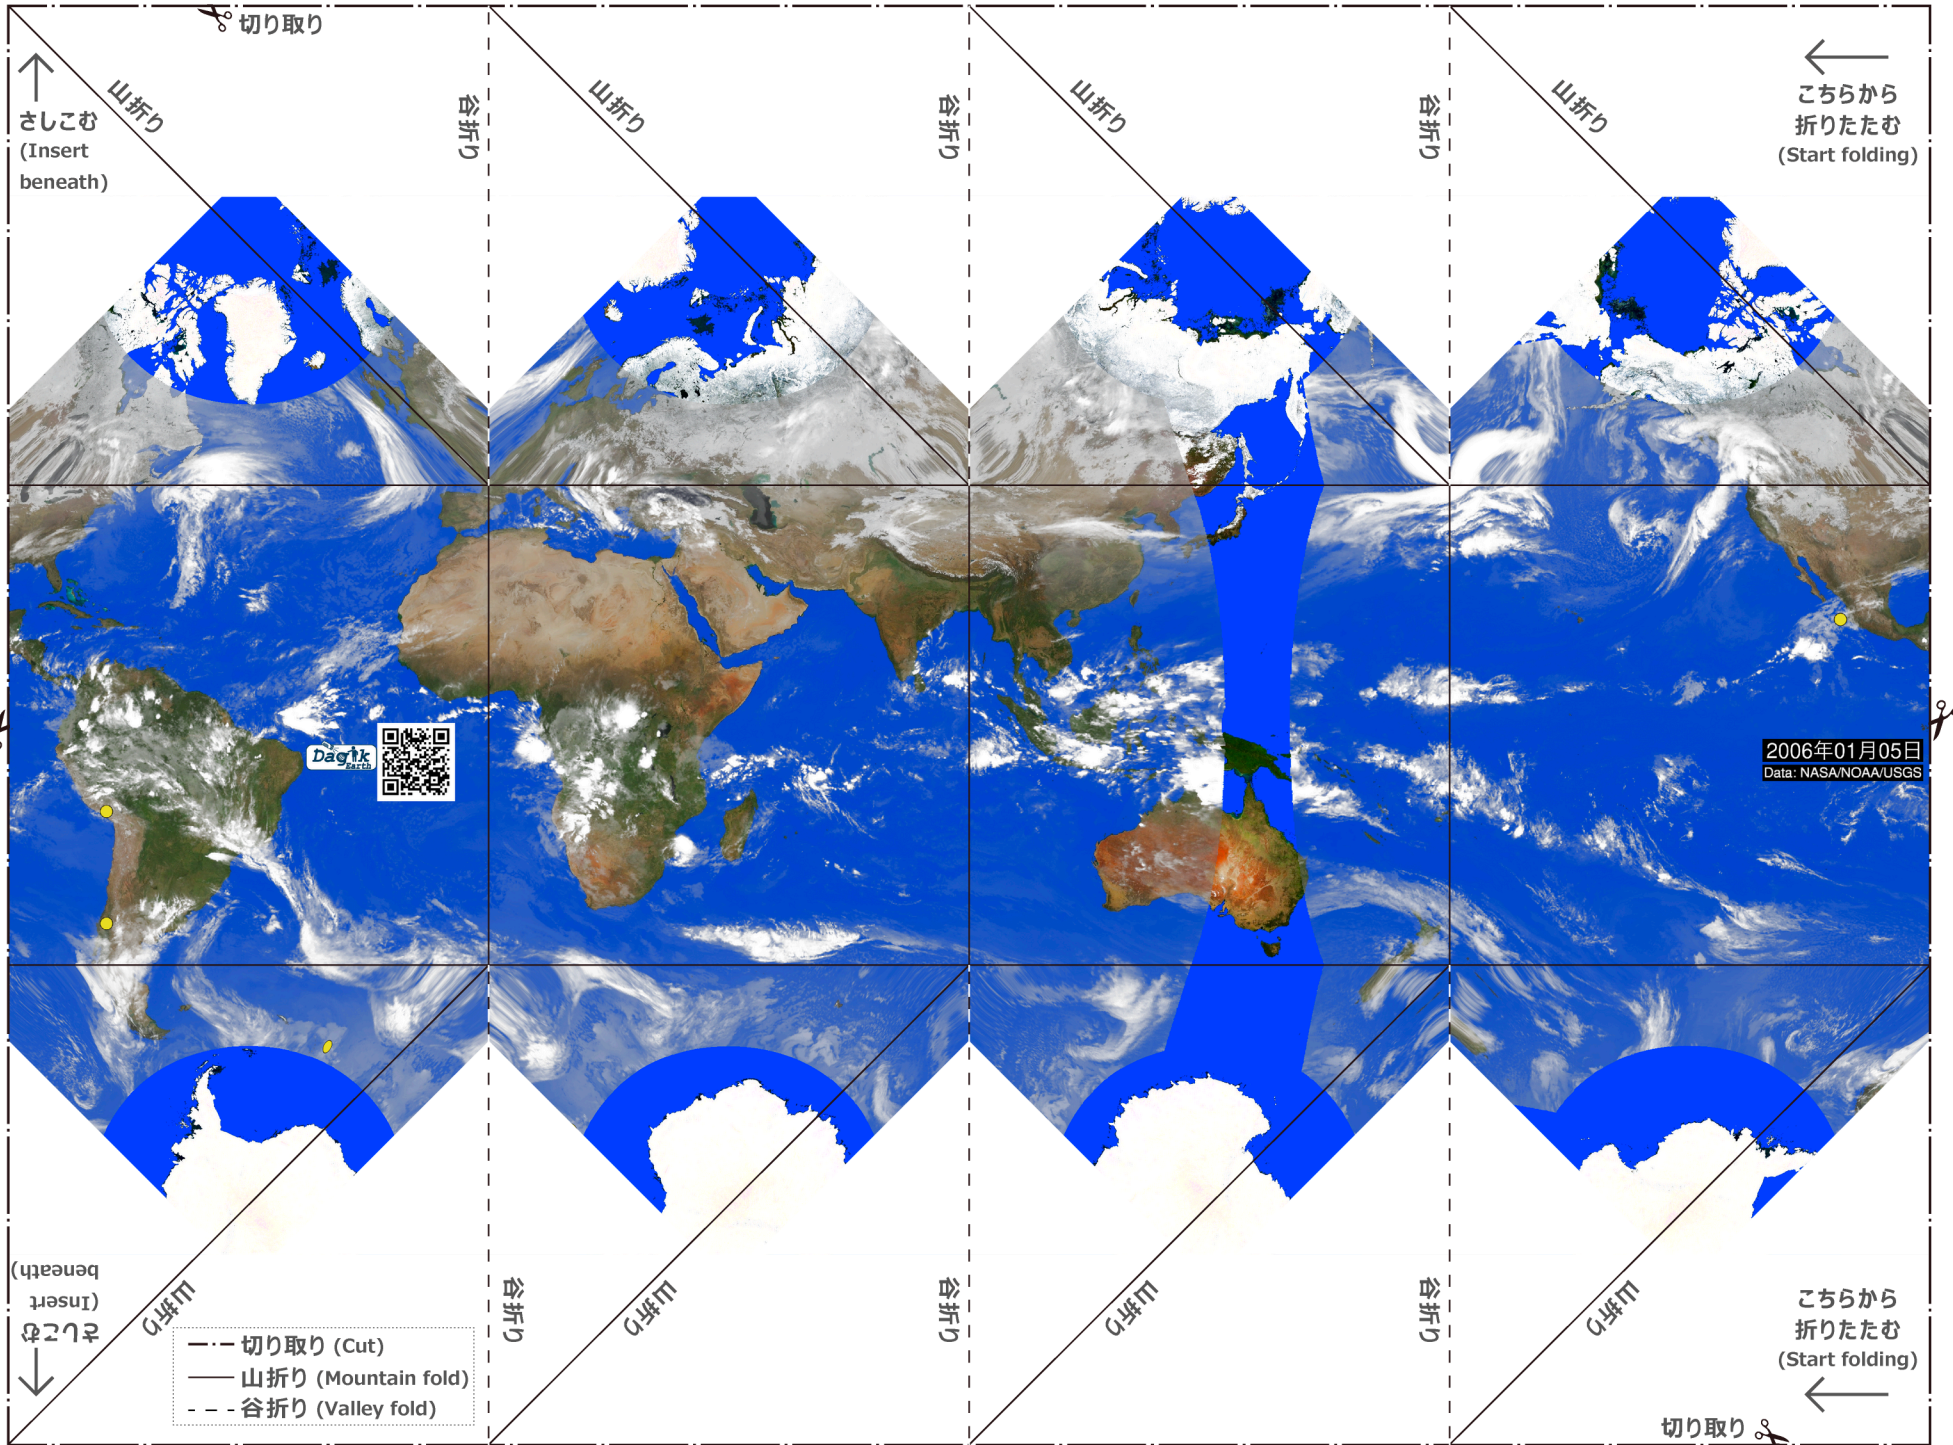 切り取り
山折り
山折り
山折り
山折り
谷折り
谷折り
谷折り
さしこむ
(Insert
beneath)
こちらから
折りたたむ
(Start folding)
Dagik
Earth
2006年01月05日
Data: NASA/NOAA/USGS
さしこむ
(Insert
beneath)
山折り
山折り
山折り
山折り
谷折り
谷折り
谷折り
こちらから
折りたたむ
(Start folding)
切り取り (Cut)
山折り (Mountain fold)
谷折り (Valley fold)
切り取り